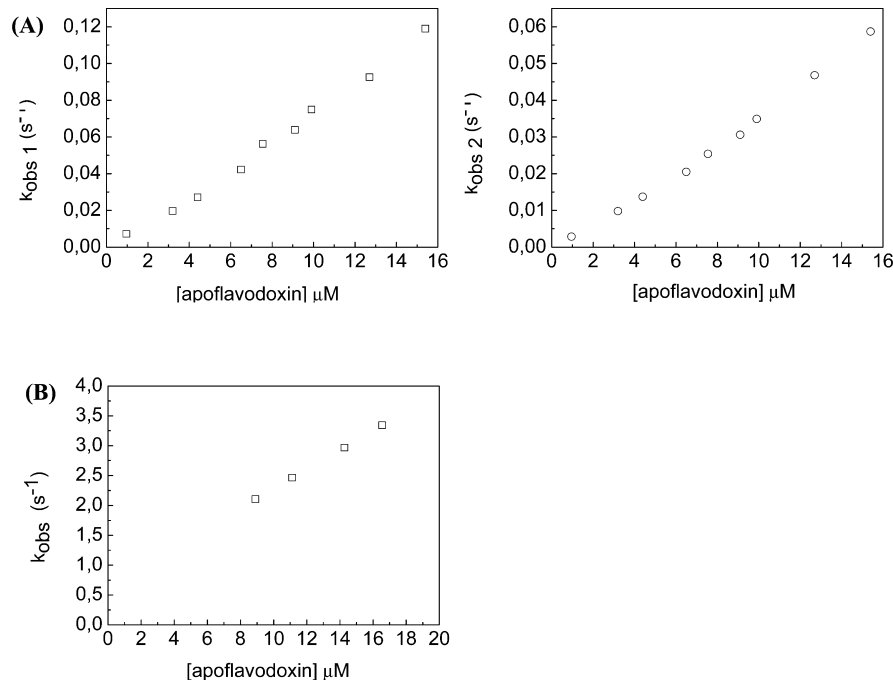 (A)
0,12
0,10
0,08
0,06
0,04
0,02
0,00
kobs 1 (s⁻¹)
0 2 4 6 8 10 12 14 16
[apoflavodoxin] μM
0,06
0,05
0,04
0,03
0,02
0,01
0,00
kobs 2 (s⁻¹)
0 2 4 6 8 10 12 14 16
[apoflavodoxin] μM
(B)
4,0
3,5
3,0
2,5
2,0
1,5
1,0
0,5
0,0
kobs (s⁻¹)
0 2 4 6 8 10 12 14 16 18 20
[apoflavodoxin] μM